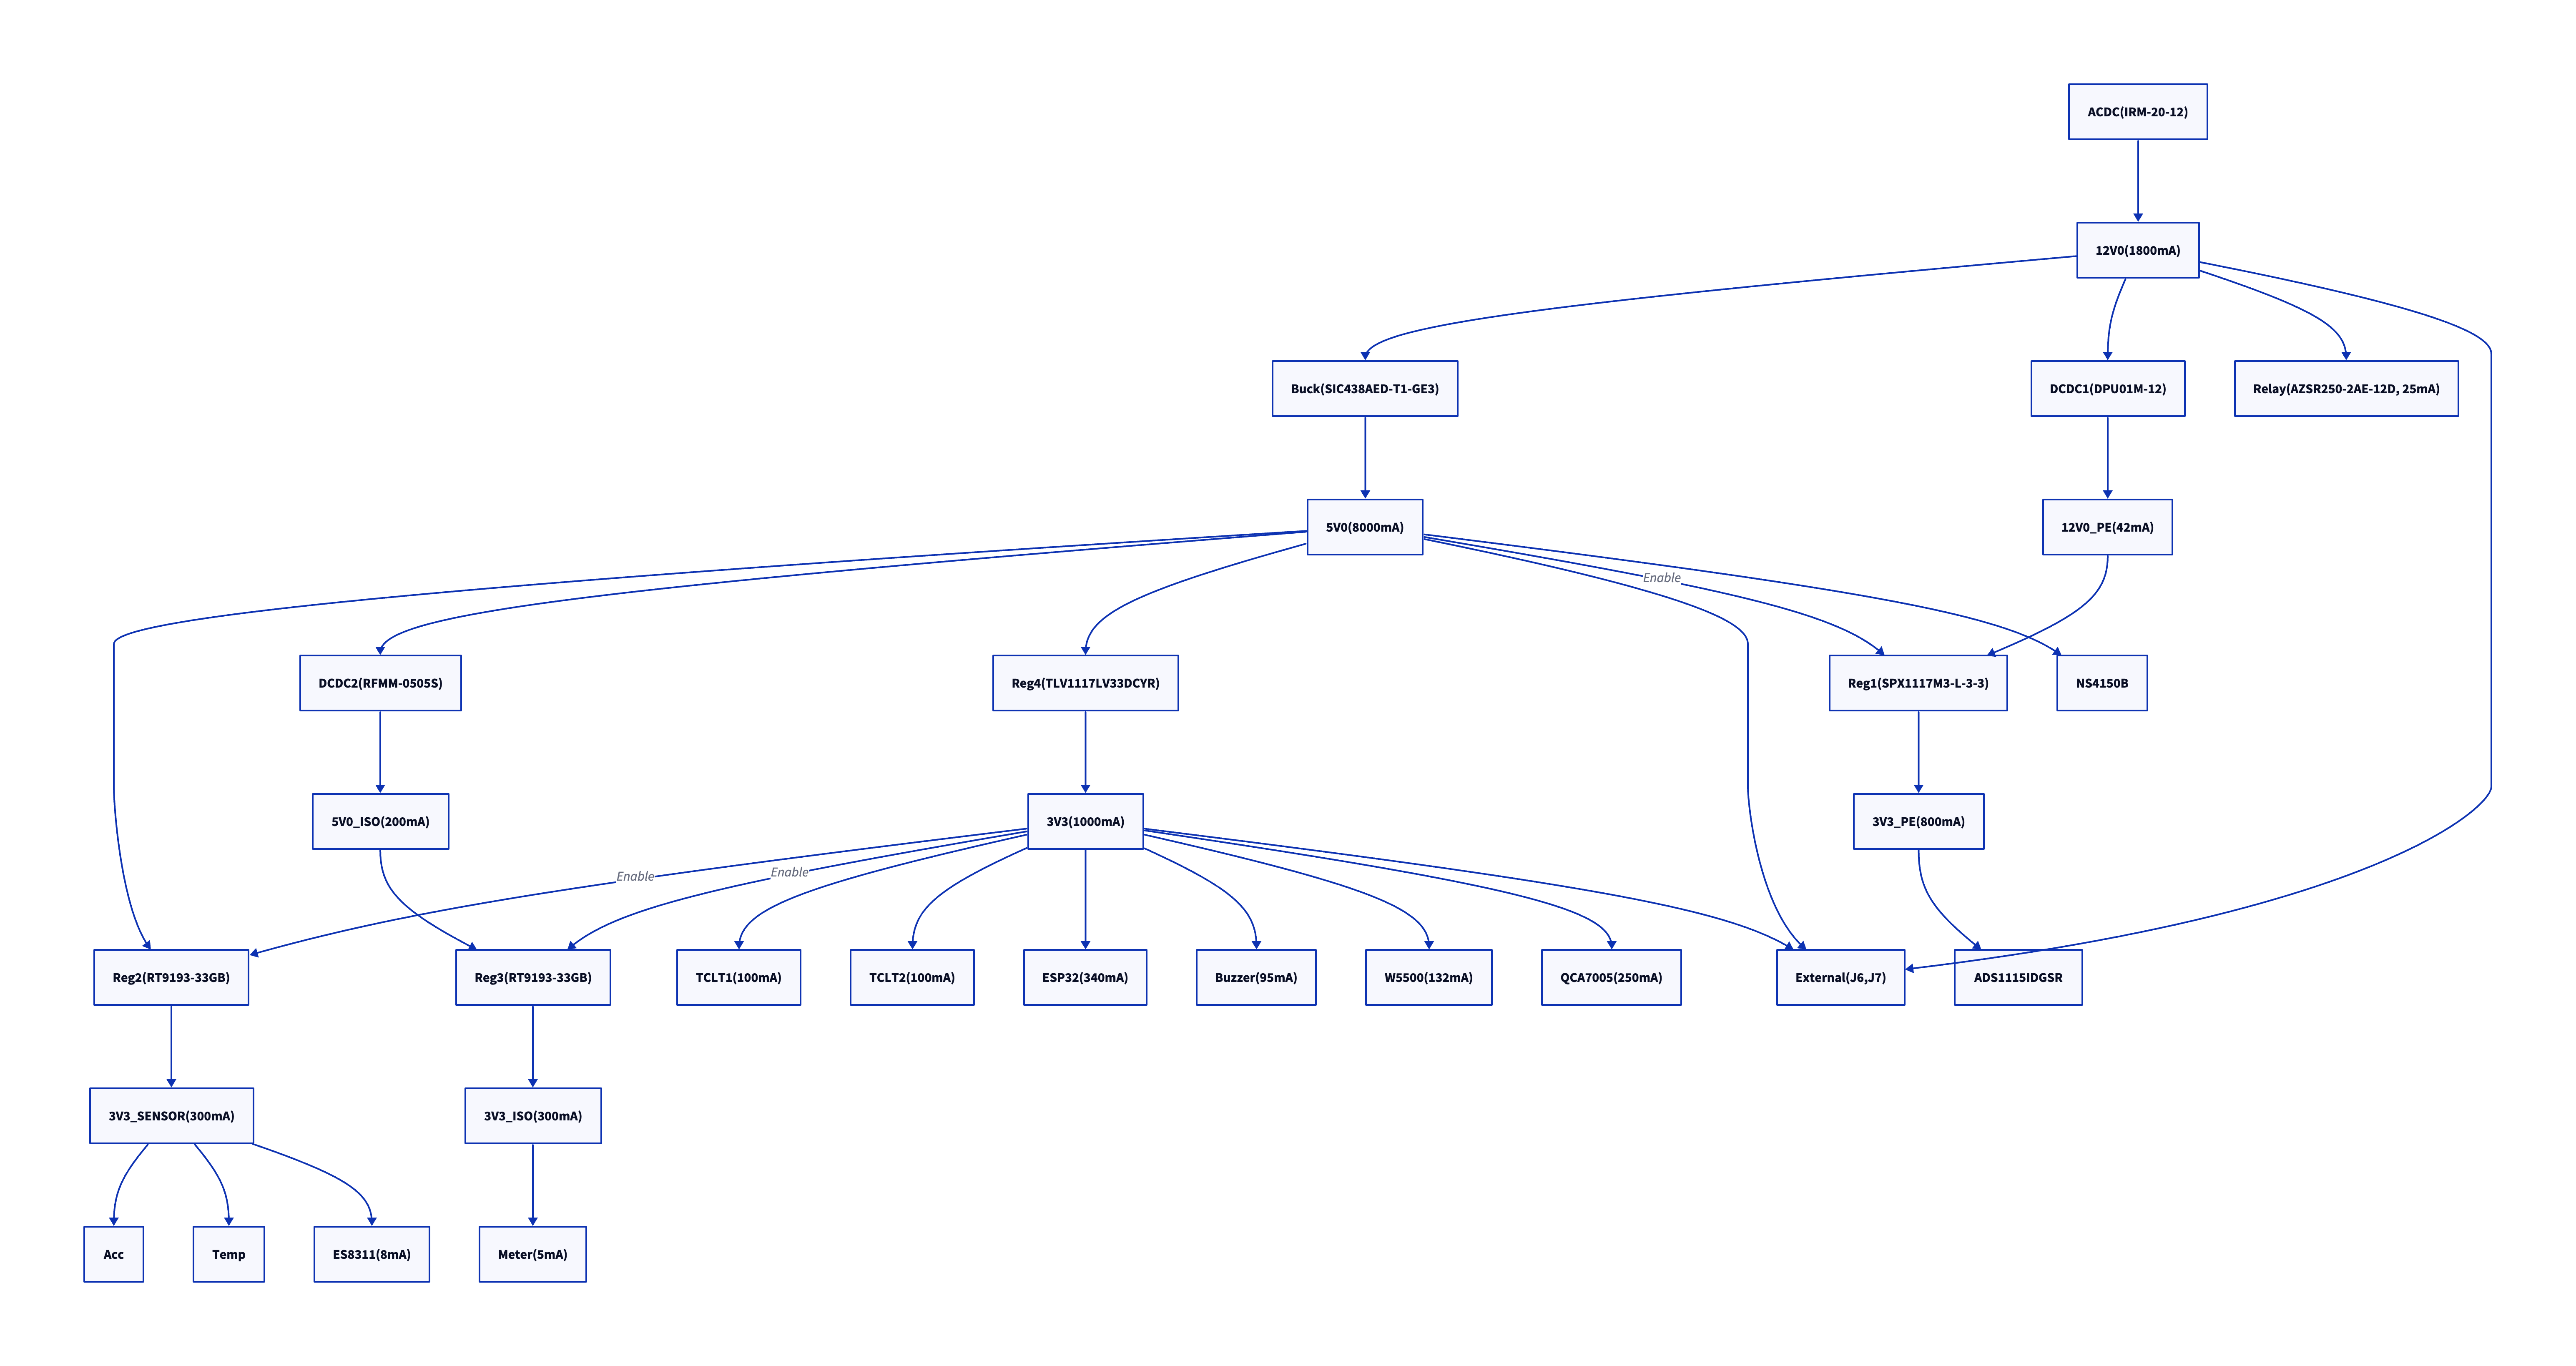 ACDC(IRM-20-12)
12V0(1800mA)
Buck(SIC438AED-T1-GE3)
DCDC1(DPU01M-12)
Relay(AZSR250-2AE-12D, 25mA)
5V0(8000mA)
12V0_PE(42mA)
Enable
DCDC2(RFMM-0505S)
Reg4(TLV1117LV33DCYR)
Reg1(SPX1117M3-L-3-3)
NS4150B
5V0_ISO(200mA)
3V3(1000mA)
3V3_PE(800mA)
Enable
Enable
Reg2(RT9193-33GB)
Reg3(RT9193-33GB)
TCLT1(100mA)
TCLT2(100mA)
ESP32(340mA)
Buzzer(95mA)
W5500(132mA)
QCA7005(250mA)
External(J6,J7)
ADS1115IDGSR
3V3_SENSOR(300mA)
3V3_ISO(300mA)
Acc
Temp
ES8311(8mA)
Meter(5mA)